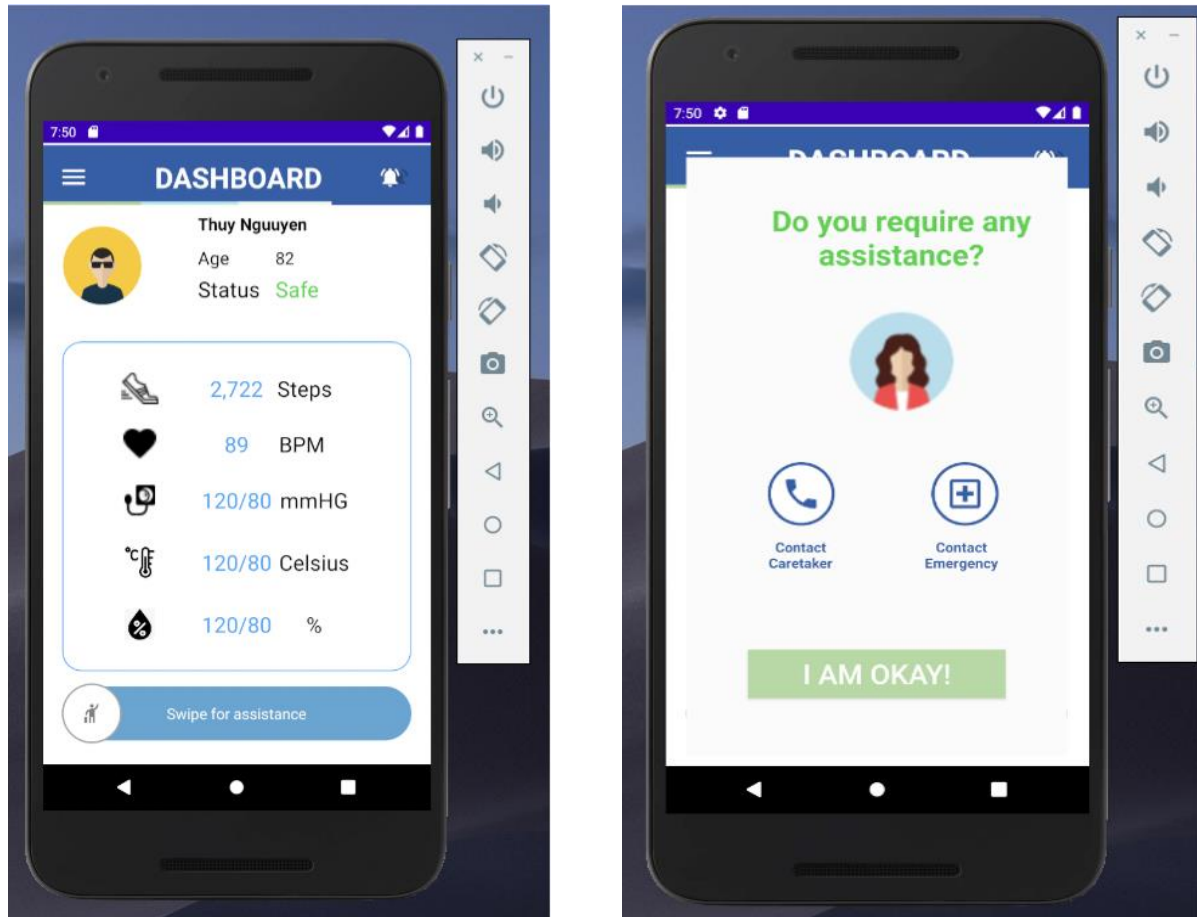 7:50
DASHBOARD
Thuy Nguuyen
Age 82
Status Safe
2,722 Steps
89 BPM
120/80 mmHG
°C °F
120/80 Celsius
120/80 %
Swipe for assistance
7:50
DASHBOARD
Do you require any
assistance?
Contact
Caretaker
Contact
Emergency
I AM OKAY!